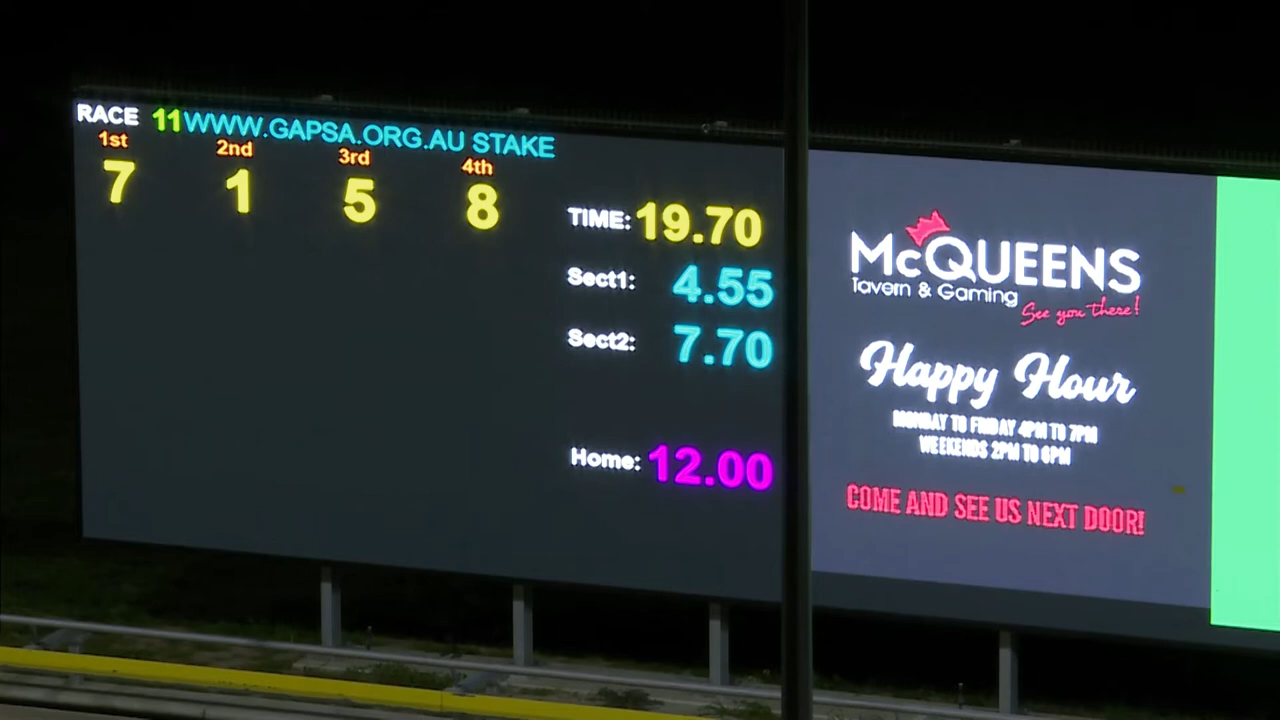 RACE 11 WWW.GAPSA.ORG.AU STAKE
1st 2nd 3rd 4th
7 1 5 8
TIME: 19.70
Sect1: 4.55
Sect2: 7.70
Home: 12.00
McQUEENS
Tavern & Gaming
See you there!
Happy Hour
MONDAY TO FRIDAY 4PM TO 7PM
WEEKENDS 2PM TO 6PM
COME AND SEE US NEXT DOOR!